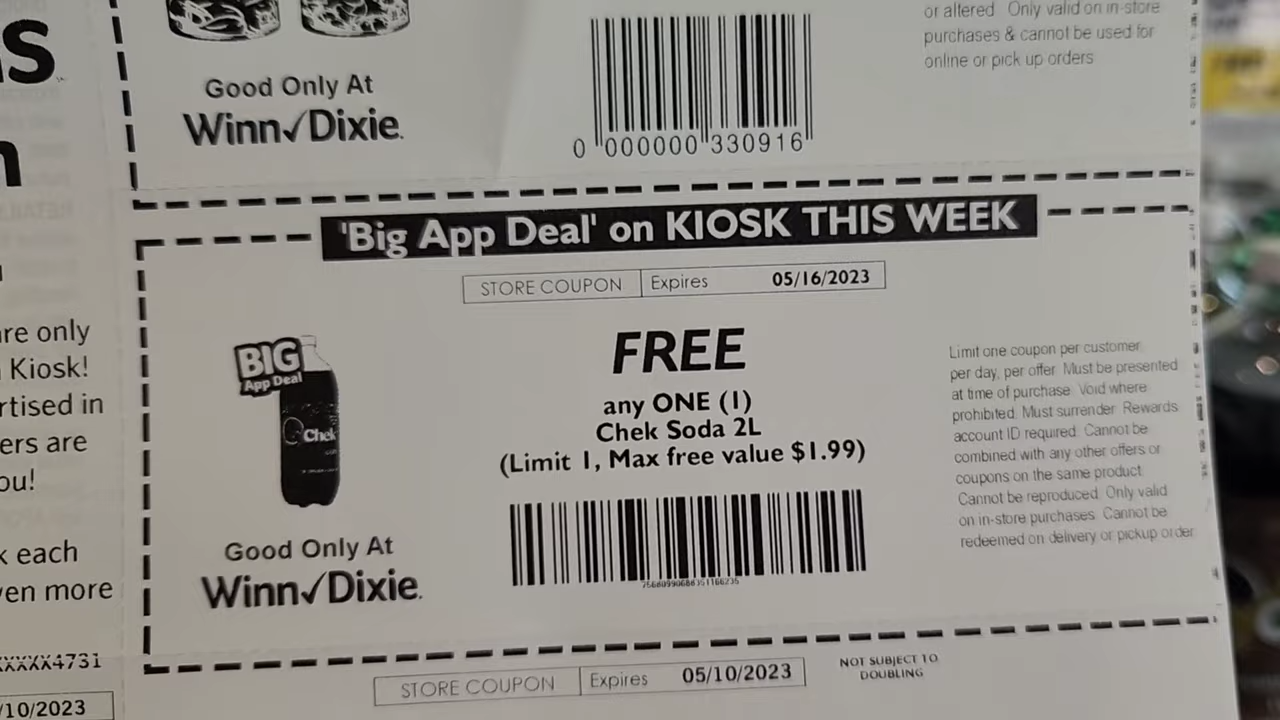 s
n
or altered. Only valid on in-store
purchases & cannot be used for
online or pick up orders
Good Only At
Winn✓Dixie.
0 000000 330916
'Big App Deal' on KIOSK THIS WEEK
STORE COUPON Expires 05/16/2023
FREE
any ONE (1)
Chek Soda 2L
(Limit 1, Max free value $1.99)
BIG
App Deal
Chek
Good Only At
Winn✓Dixie.
Limit one coupon per customer
per day, per offer. Must be presented
at time of purchase. Void where
prohibited. Must surrender. Rewards
account ID required. Cannot be
combined with any other offers or
coupons on the same product.
Cannot be reproduced. Only valid
on in-store purchases. Cannot be
redeemed on delivery or pickup order
are only
Kiosk!
rtised in
ers are
ou!
k each
ven more
XXXXX4731
/10/2023
STORE COUPON Expires 05/10/2023
NOT SUBJECT TO
DOUBLING